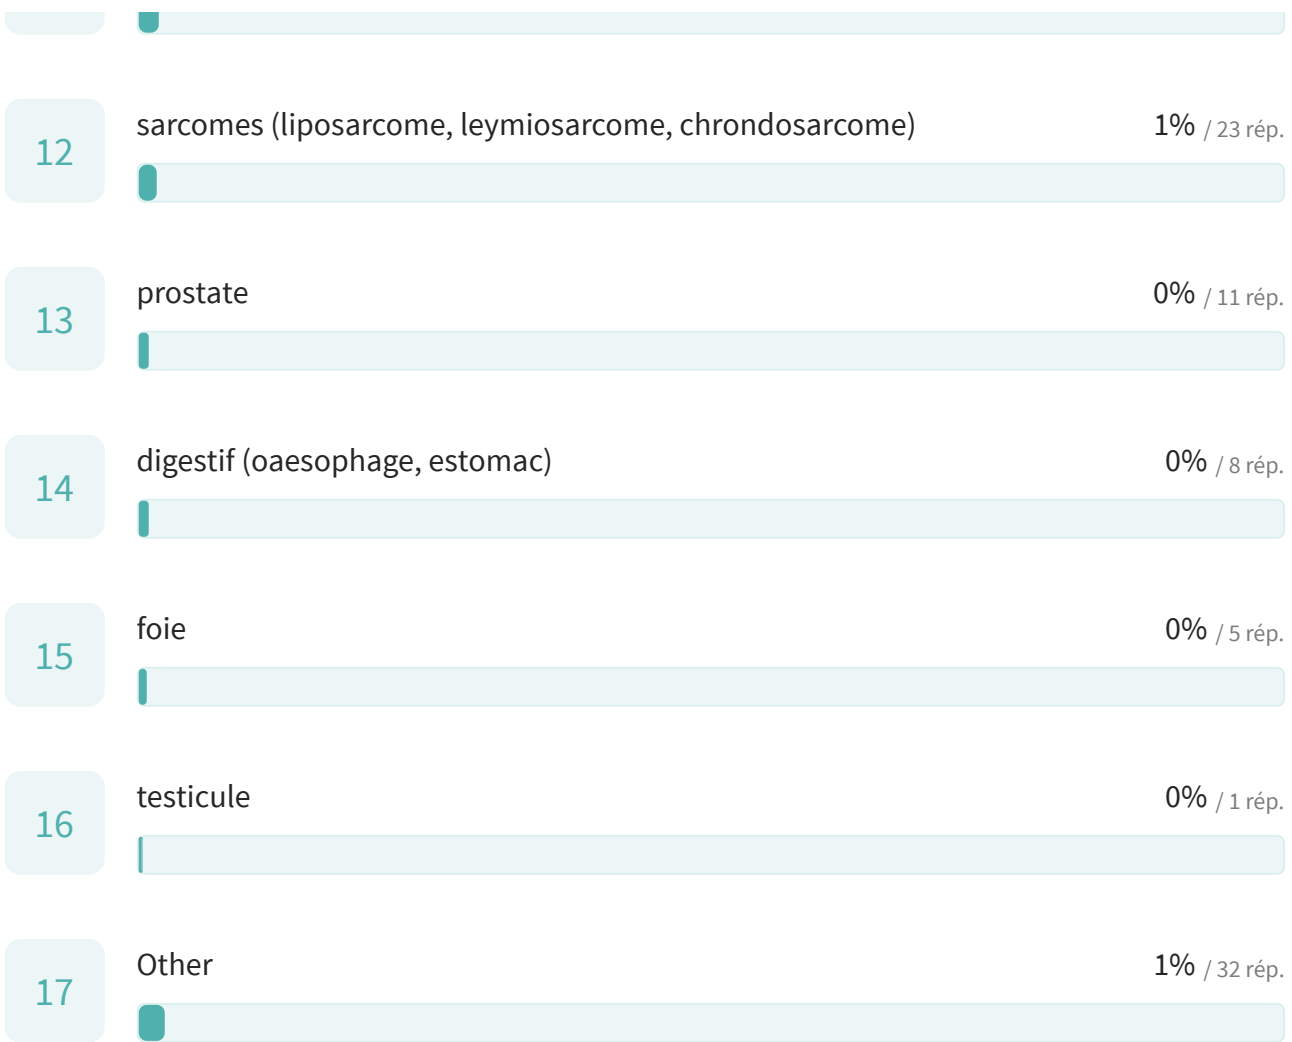 12 sarcomes (liposarcome, leymiosarcome, chrondosarcome) 1% / 23 rép.
13 prostate 0% / 11 rép.
14 digestif (oaesophage, estomac) 0% / 8 rép.
15 foie 0% / 5 rép.
16 testicule 0% / 1 rép.
17 Other 1% / 32 rép.